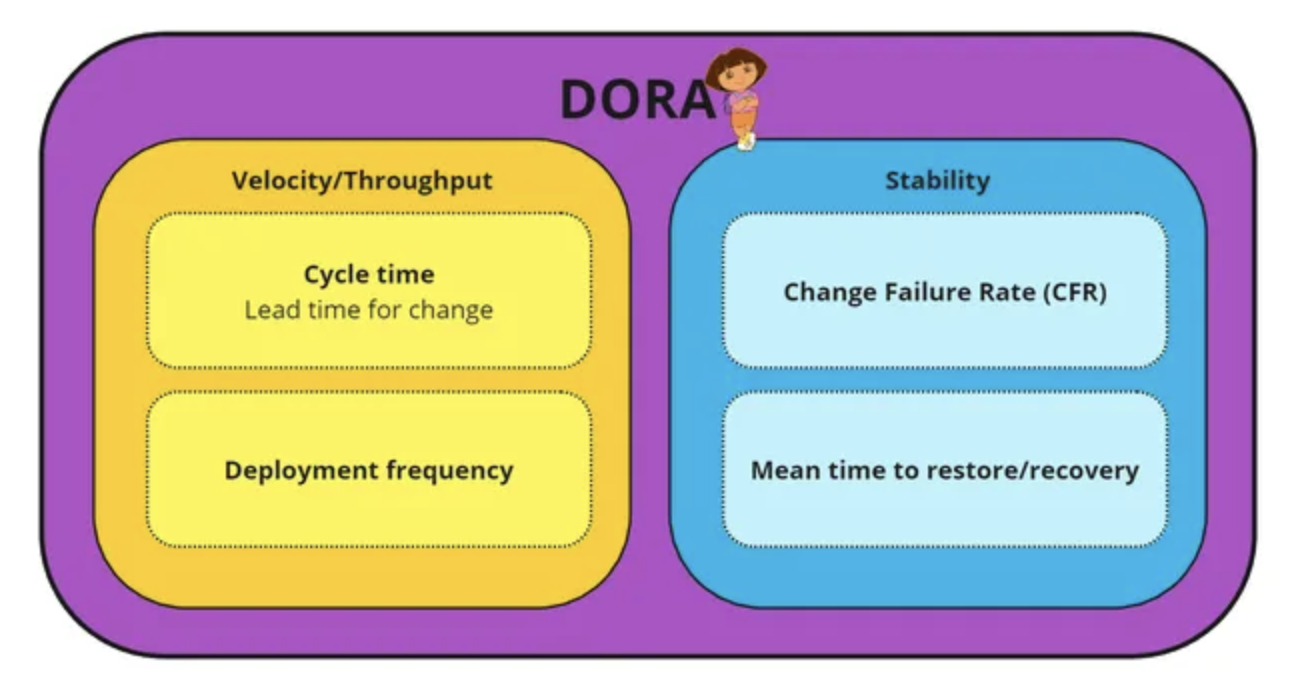 DORA
Velocity/Throughput
Cycle time
Lead time for change
Deployment frequency
Stability
Change Failure Rate (CFR)
Mean time to restore/recovery